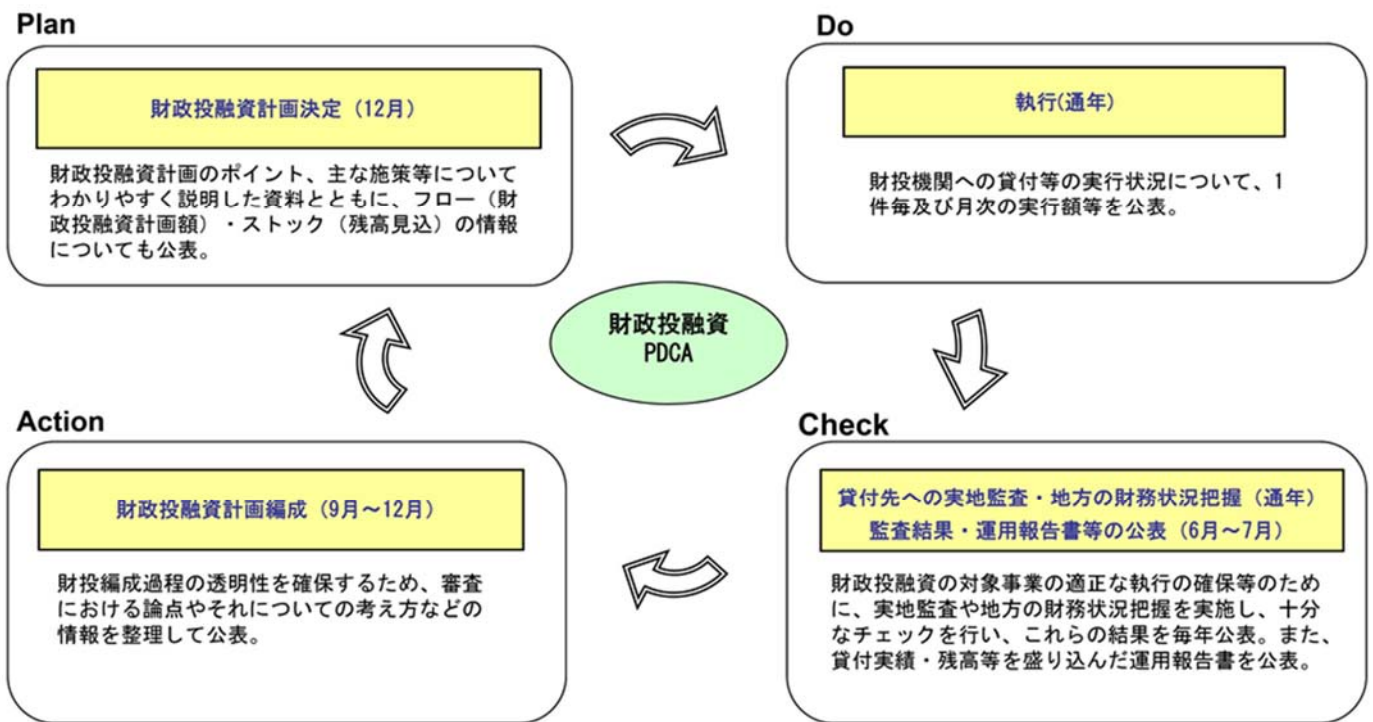 Plan
財政投融資計画決定（12月）
財政投融資計画のポイント、主な施策等について
わかりやすく説明した資料とともに、フロー（財
政投融資計画額）・ストック（残高見込）の情報
についても公表。
Do
執行(通年)
財投機関への貸付等の実行状況について、1
件毎及び月次の実行額等を公表。
財政投融資
PDCA
Action
財政投融資計画編成（9月～12月）
財投編成過程の透明性を確保するため、審査
における論点やそれについての考え方などの
情報を整理して公表。
Check
貸付先への実地監査・地方の財務状況把握（通年）
監査結果・運用報告書等の公表（6月～7月）
財政投融資の対象事業の適正な執行の確保等のため
に、実地監査や地方の財務状況把握を実施し、十分
なチェックを行い、これらの結果を毎年公表。また、
貸付実績・残高等を盛り込んだ運用報告書を公表。